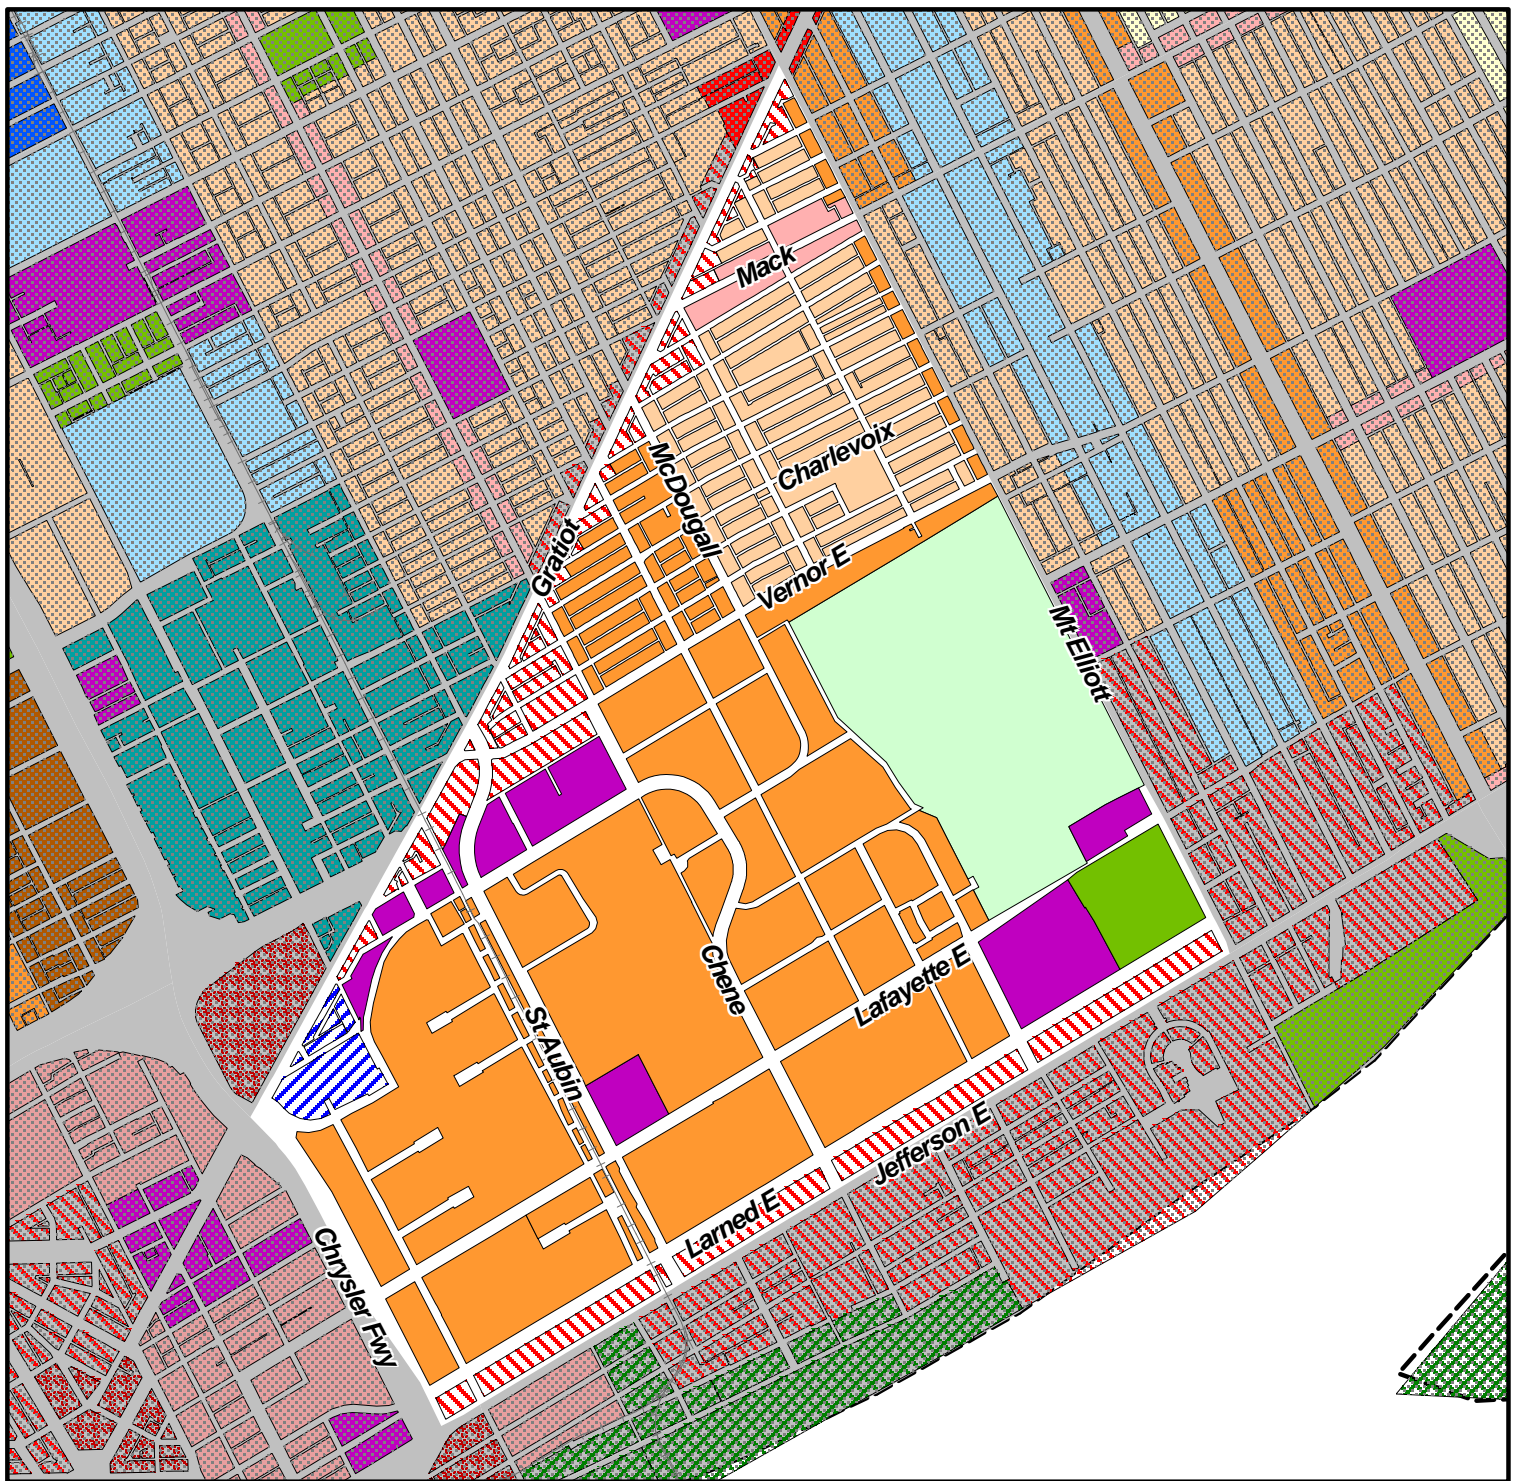 Mack
Charlevoix
McDougall
Gratiot
Vernor E
Mt Elliott
Chene
Lafayette E
St Aubin
Jefferson E
Larned E
Chrysler Fwy